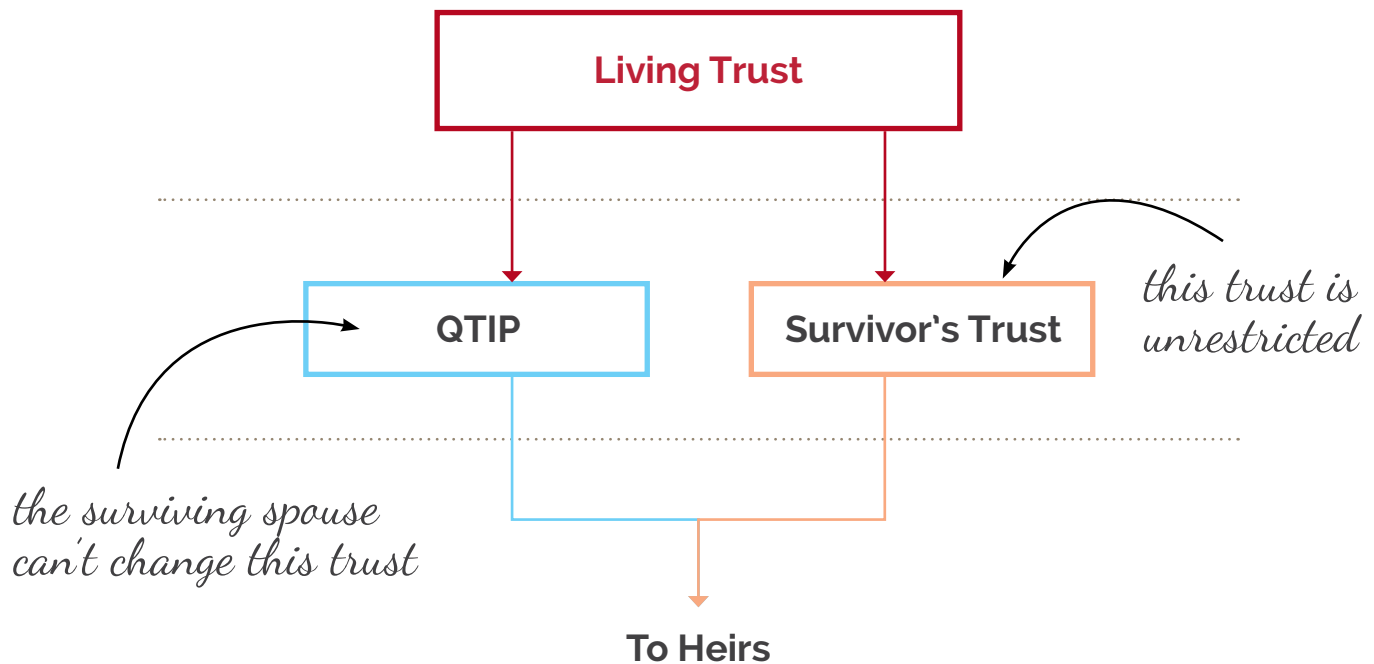 Living Trust
QTIP
Survivor’s Trust
this trust is
unrestricted
the surviving spouse
can't change this trust
To Heirs